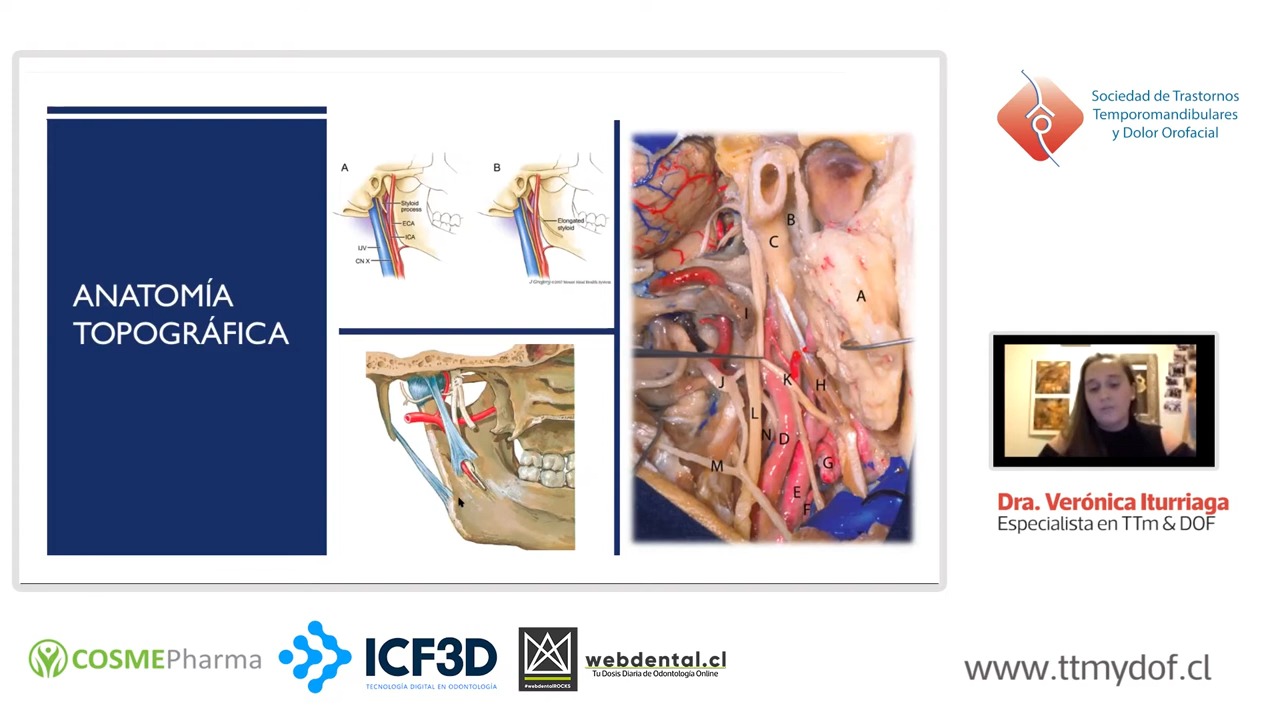 ANATOMÍA
TOPOGRÁFICA
A
B
Styloid
process
ECA
ICA
IJV
CN X
Elongated
styloid
B
C
A
I
K
H
J
L
N
D
G
M
E
F
Sociedad de Trastornos
Temporomandibulares
y Dolor Orofacial
Dra. Verónica Iturriaga
Especialista en TTm & DOF
COSMEPharma
ICF3D
TECNOLOGÍA DIGITAL EN ODONTOLOGÍA
#webdentalROCKS
webdental.cl
Tu Dosis Diaria de Odontología Online
www.ttmydof.cl